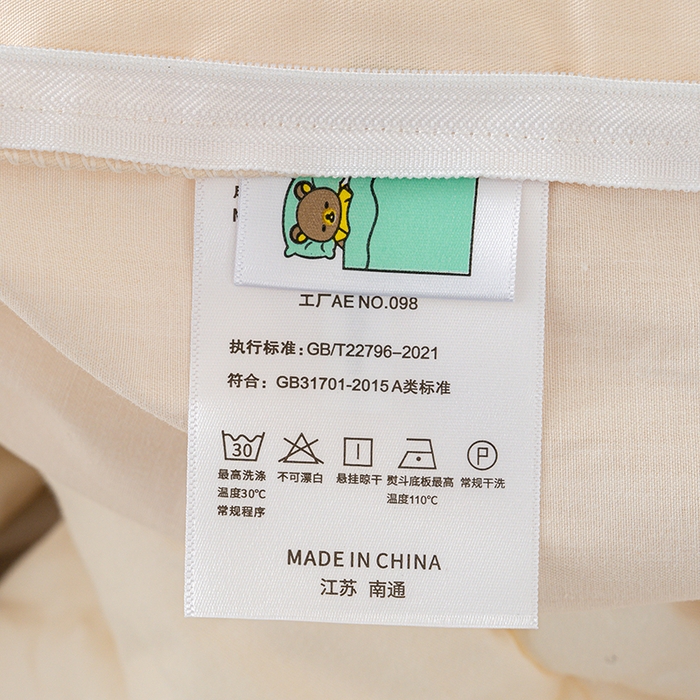 工厂AE NO.098
执行标准:GB/T22796–2021
符合: GB31701-2015 A类标准
30
P
最高洗涤
温度30℃
常规程序
不可漂白
悬挂晾干
熨斗底板最高
温度110℃
常规干洗
MADE IN CHINA
江苏 南通